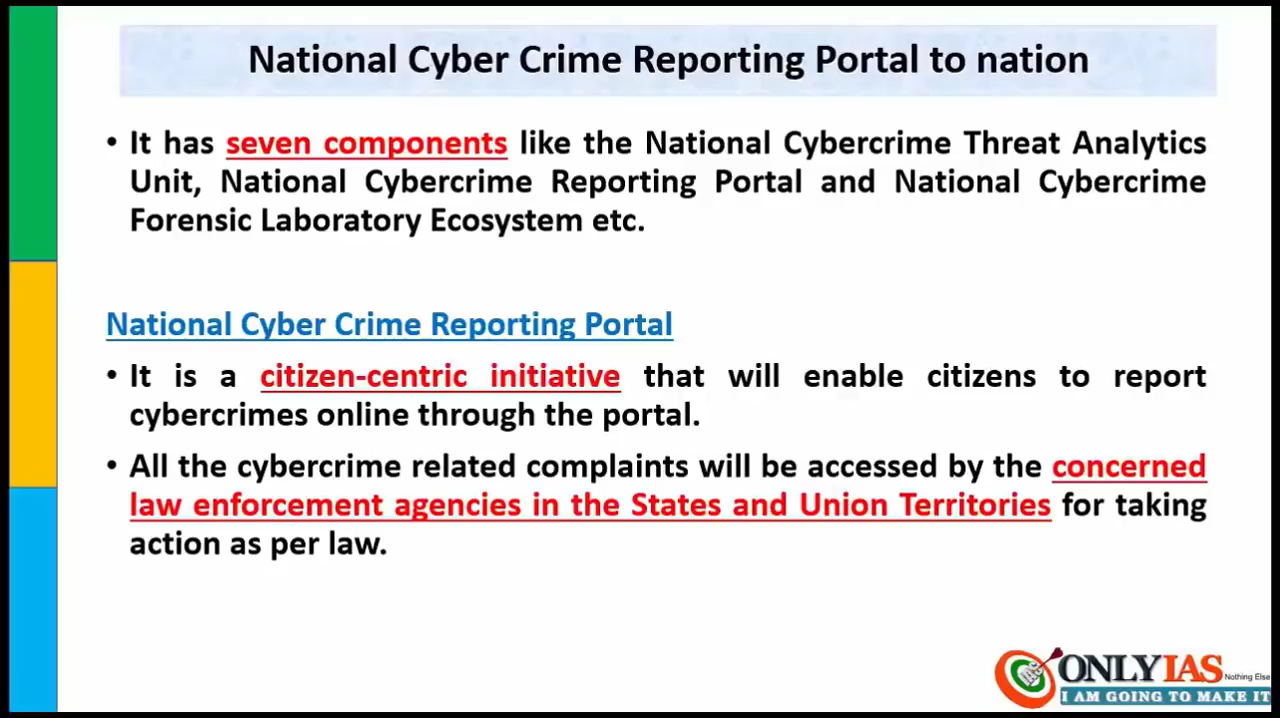 National Cyber Crime Reporting Portal to nation
• It has seven components like the National Cybercrime Threat Analytics
Unit, National Cybercrime Reporting Portal and National Cybercrime
Forensic Laboratory Ecosystem etc.
National Cyber Crime Reporting Portal
• It is a citizen-centric initiative that will enable citizens to report
cybercrimes online through the portal.
• All the cybercrime related complaints will be accessed by the concerned
law enforcement agencies in the States and Union Territories for taking
action as per law.
ONLYIAS Nothing Else
I AM GOING TO MAKE IT